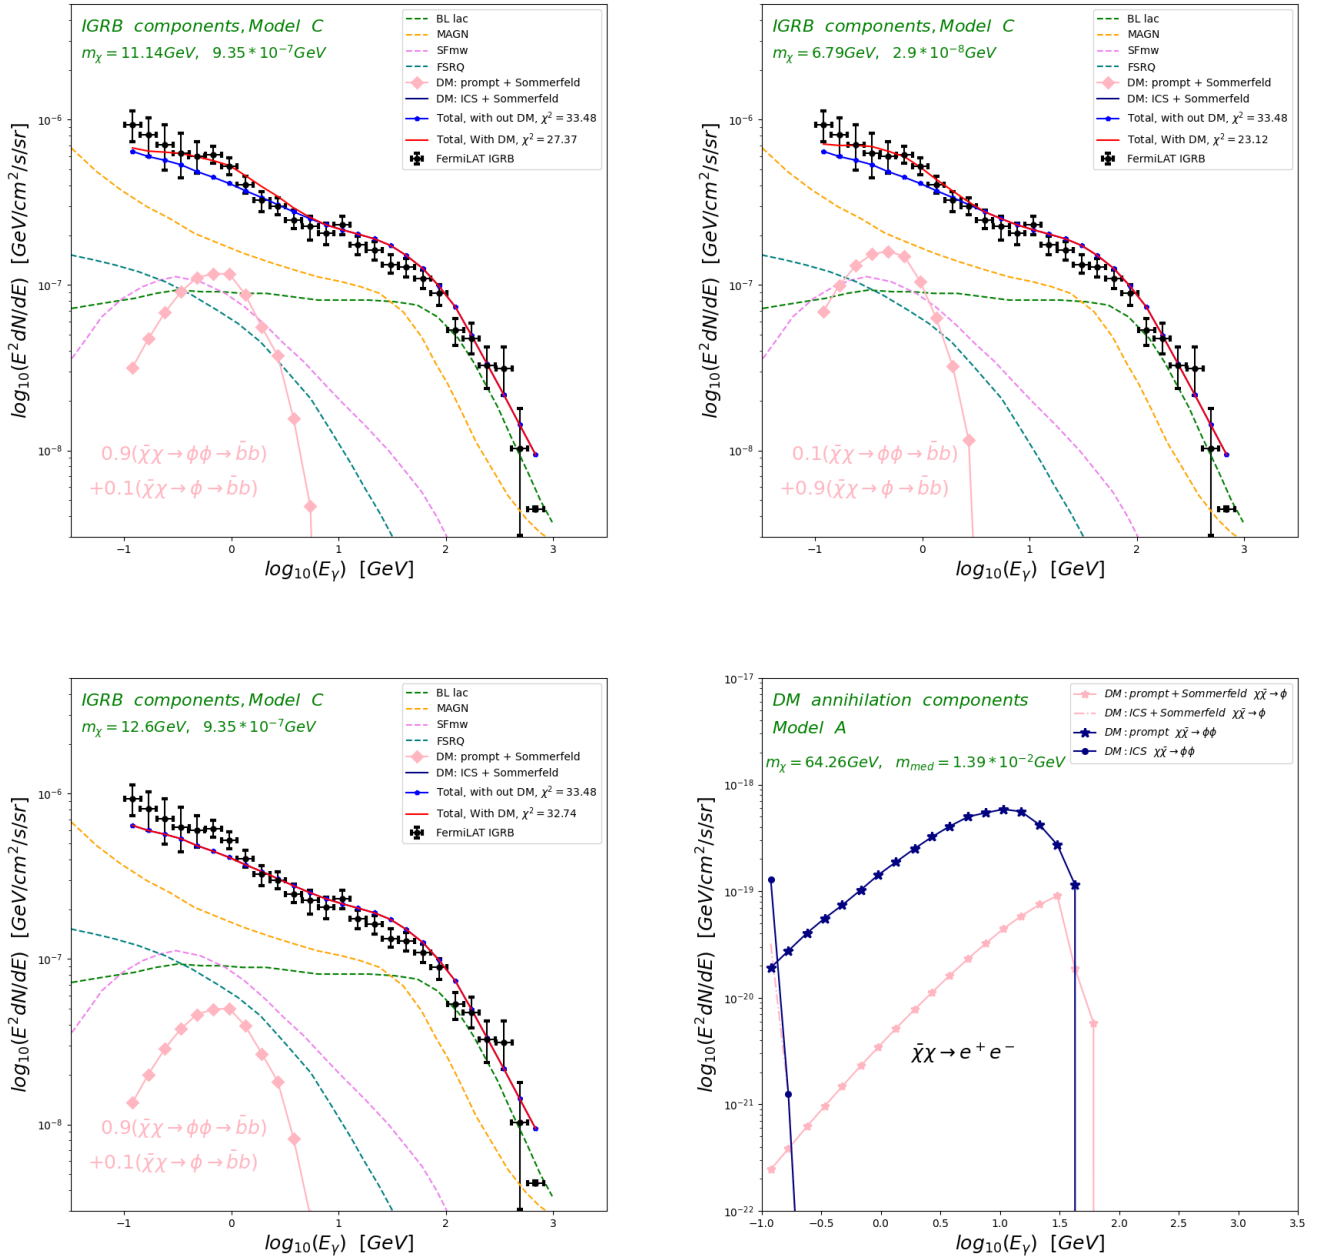 IGRB components, Model C
mχ = 11.14GeV, 9.35 * 10⁻⁷GeV
BL lac
MAGN
SFmw
FSRQ
DM: prompt + Sommerfeld
DM: ICS + Sommerfeld
Total, with out DM, χ² = 33.48
Total, With DM, χ² = 27.37
FermiLAT IGRB
log₁₀(E²dN/dE) [GeV/cm²/s/sr]
10⁻⁶
10⁻⁷
10⁻⁸
0.9(χ̄χ → φφ → b̄b)
+0.1(χ̄χ → φ → b̄b)
−1 0 1 2 3
log₁₀(Eγ) [GeV]
IGRB components, Model C
mχ = 6.79GeV, 2.9 * 10⁻⁸GeV
BL lac
MAGN
SFmw
FSRQ
DM: prompt + Sommerfeld
DM: ICS + Sommerfeld
Total, with out DM, χ² = 33.48
Total, With DM, χ² = 23.12
FermiLAT IGRB
log₁₀(E²dN/dE) [GeV/cm²/s/sr]
10⁻⁶
10⁻⁷
10⁻⁸
0.1(χ̄χ → φφ → b̄b)
+0.9(χ̄χ → φ → b̄b)
−1 0 1 2 3
log₁₀(Eγ) [GeV]
IGRB components, Model C
mχ = 12.6GeV, 9.35 * 10⁻⁷GeV
BL lac
MAGN
SFmw
FSRQ
DM: prompt + Sommerfeld
DM: ICS + Sommerfeld
Total, with out DM, χ² = 33.48
Total, With DM, χ² = 32.74
FermiLAT IGRB
log₁₀(E²dN/dE) [GeV/cm²/s/sr]
10⁻⁶
10⁻⁷
10⁻⁸
0.9(χ̄χ → φφ → b̄b)
+0.1(χ̄χ → φ → b̄b)
−1 0 1 2 3
log₁₀(Eγ) [GeV]
DM annihilation components
Model A
mχ = 64.26GeV, m_med = 1.39 * 10⁻²GeV
DM: prompt + Sommerfeld χχ̄ → φ
DM: ICS + Sommerfeld χχ̄ → φ
DM: prompt χχ̄ → φφ
DM: ICS χχ̄ → φφ
log₁₀(E²dN/dE) [GeV/cm²/s/sr]
10⁻¹⁷
10⁻¹⁸
10⁻¹⁹
10⁻²⁰
10⁻²¹
10⁻²²
χ̄χ → e⁺e⁻
−1.0 −0.5 0.0 0.5 1.0 1.5 2.0 2.5 3.0 3.5
log₁₀(Eγ) [GeV]